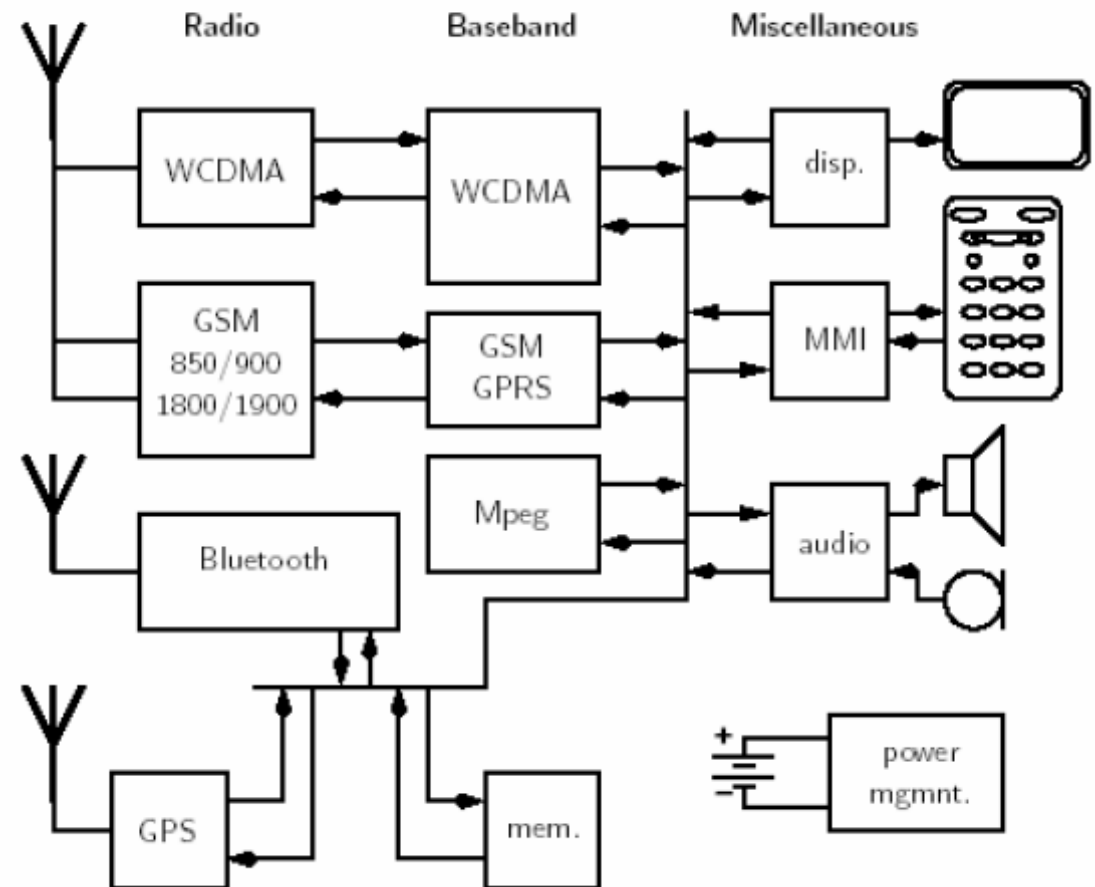 Radio
Baseband
Miscellaneous
WCDMA
WCDMA
disp.
GSM
850/900
1800/1900
GSM
GPRS
MMI
Mpeg
audio
Bluetooth
GPS
mem.
+
−
power
mgmnt.